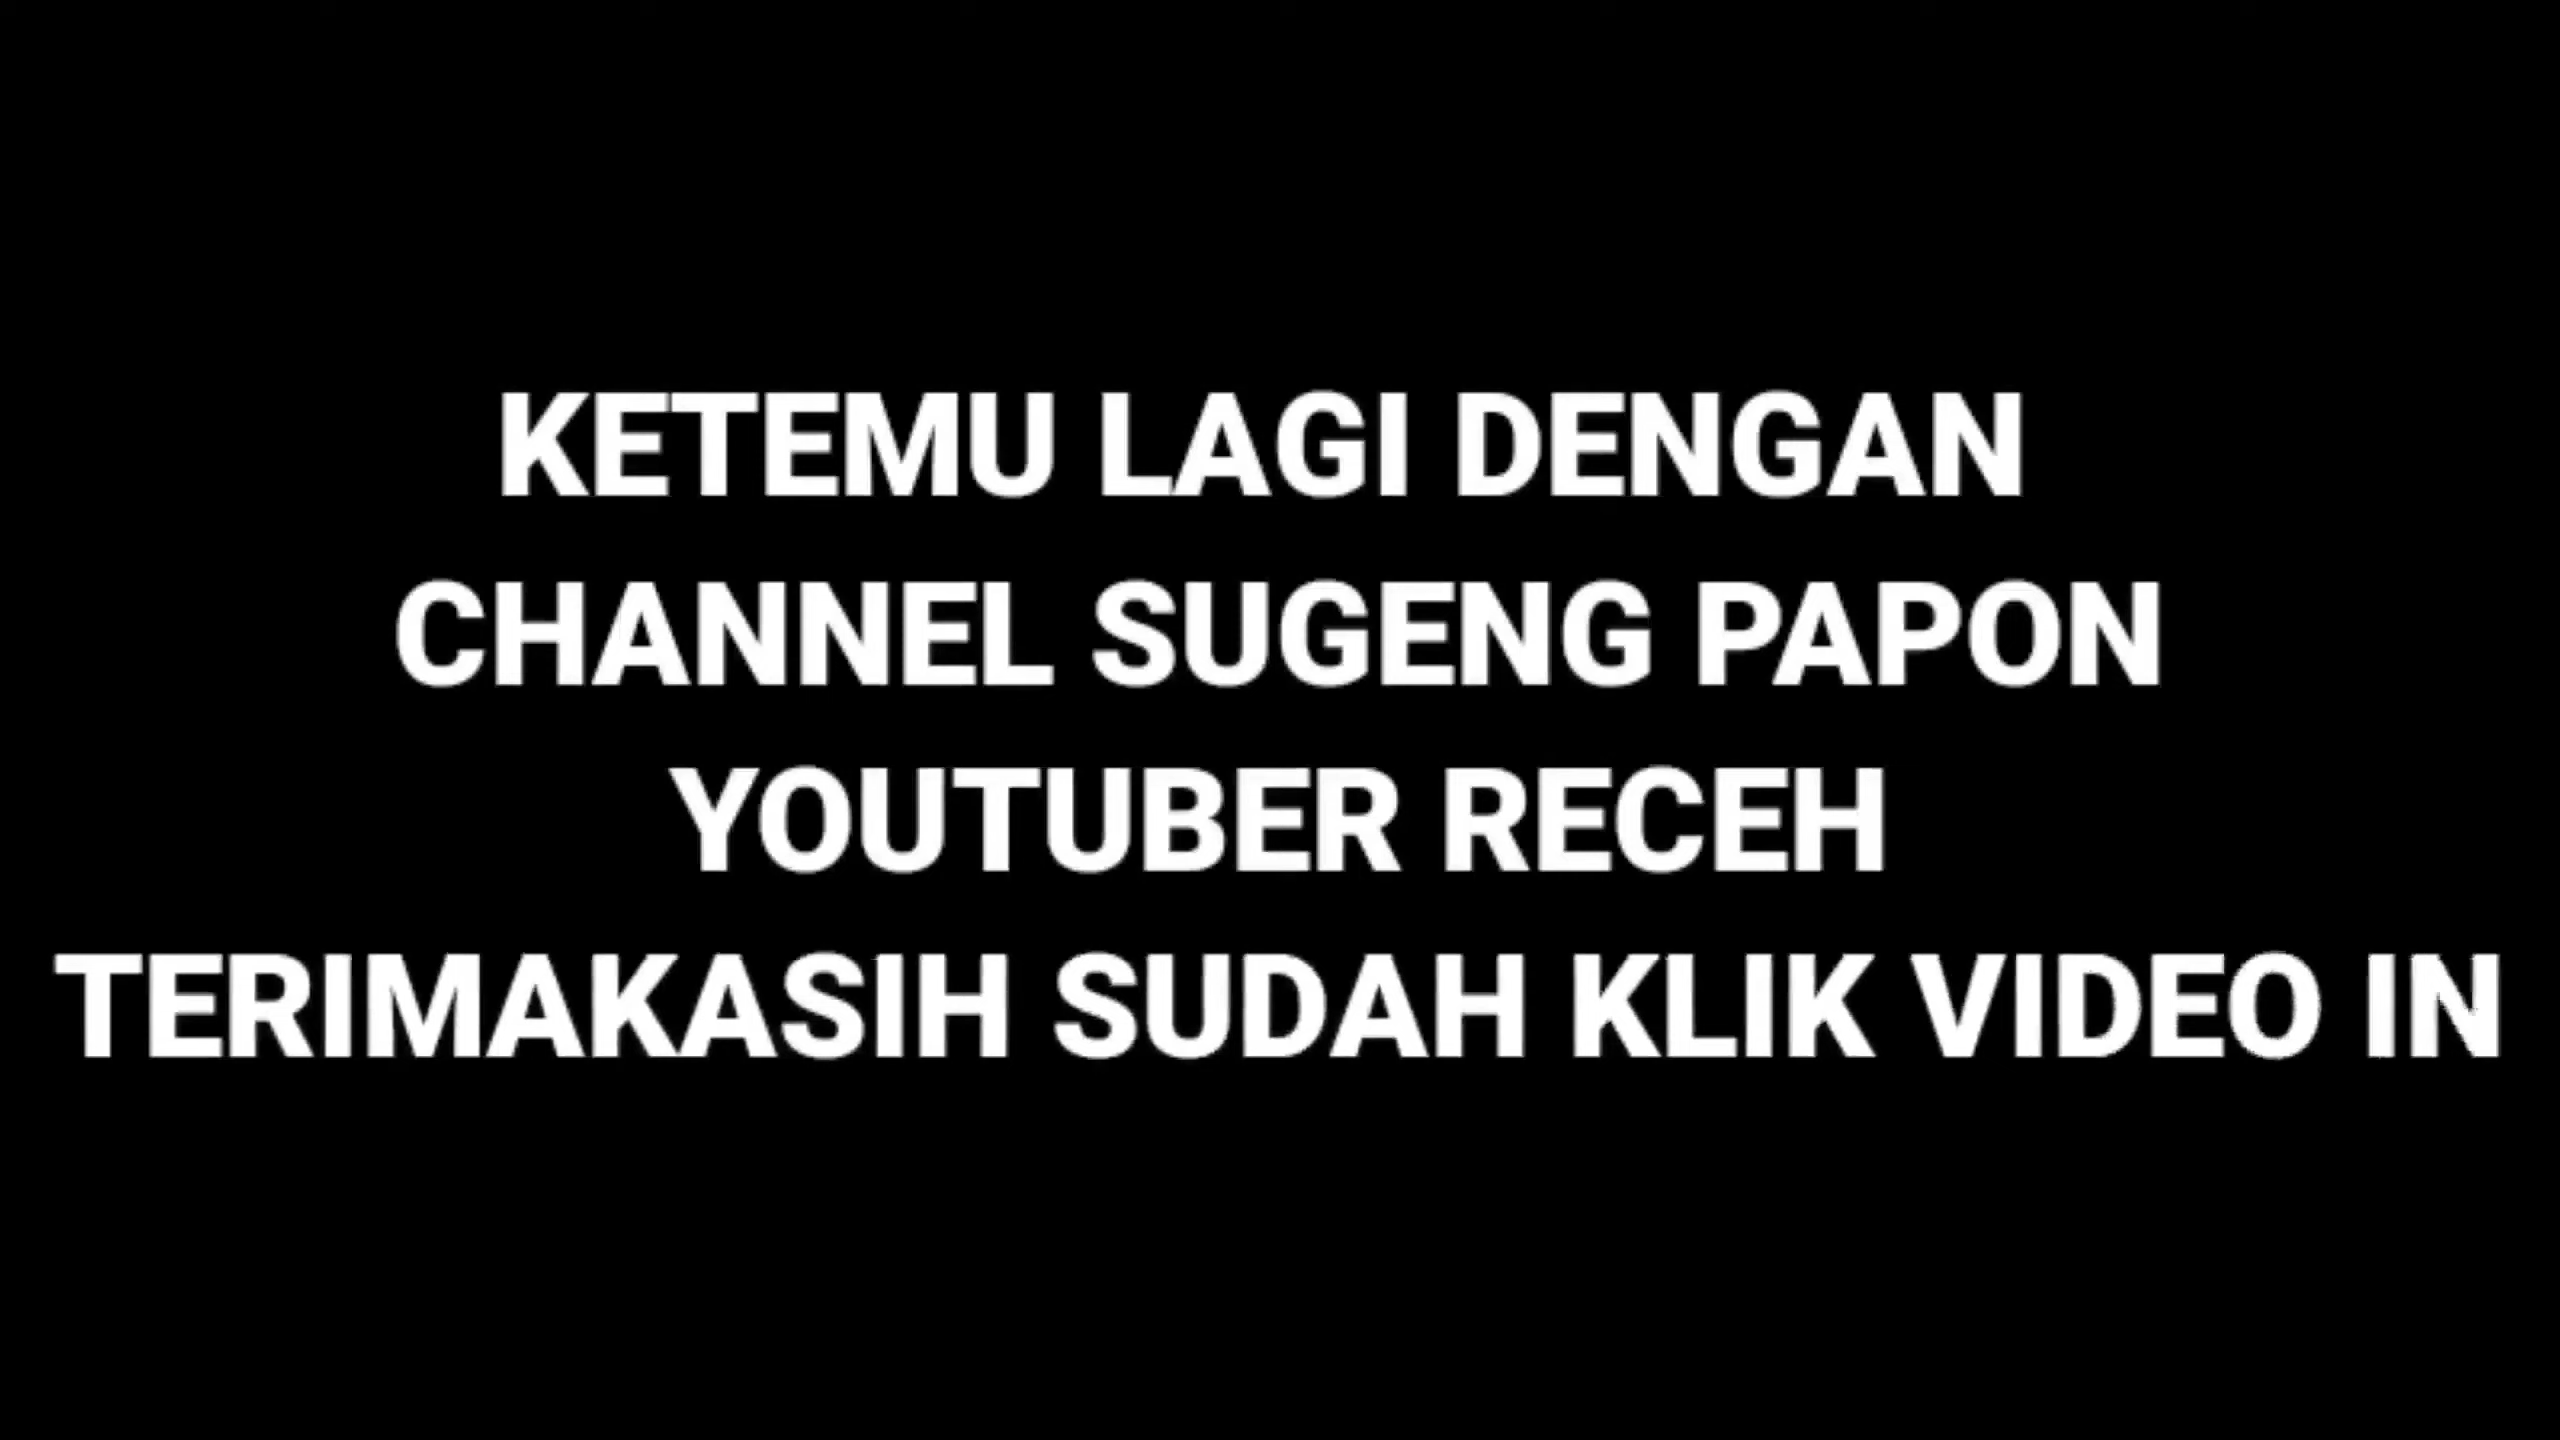 KETEMU LAGI DENGAN
CHANNEL SUGENG PAPON
YOUTUBER RECEH
TERIMAKASIH SUDAH KLIK VIDEO IN